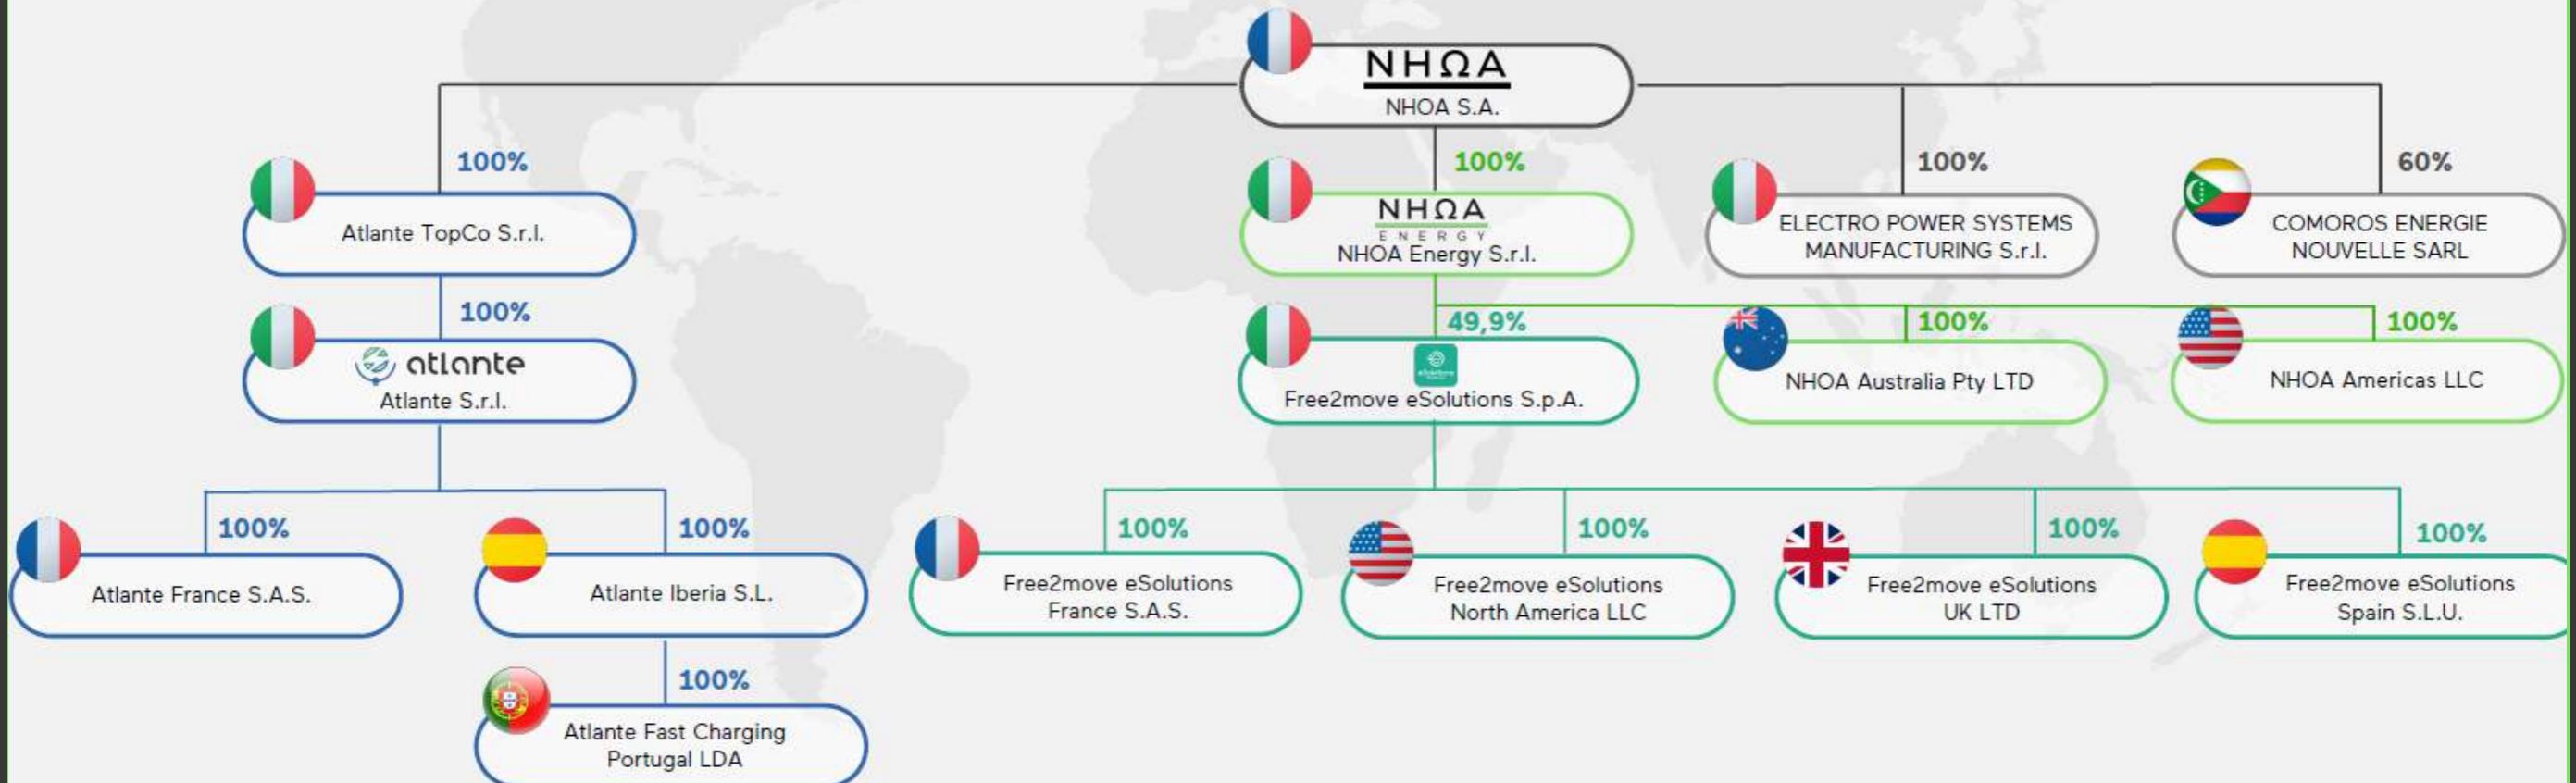 NHΩA
NHOA S.A.
100%
100%
100%
60%
Atlante TopCo S.r.l.
NHΩA
ENERGY
NHOA Energy S.r.l.
ELECTRO POWER SYSTEMS
MANUFACTURING S.r.l.
COMOROS ENERGIE
NOUVELLE SARL
100%
49,9%
100%
100%
atlante
Atlante S.r.l.
Free2move eSolutions S.p.A.
NHOA Australia Pty LTD
NHOA Americas LLC
100%
100%
100%
100%
100%
100%
Atlante France S.A.S.
Atlante Iberia S.L.
Free2move eSolutions
France S.A.S.
Free2move eSolutions
North America LLC
Free2move eSolutions
UK LTD
Free2move eSolutions
Spain S.L.U.
100%
Atlante Fast Charging
Portugal LDA